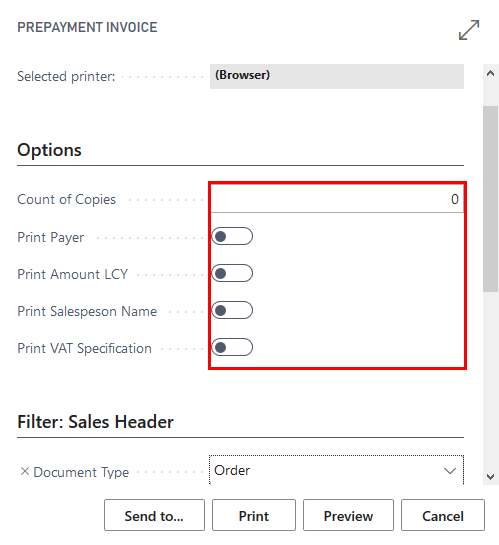 PREPAYMENT INVOICE
Selected printer: (Browser)
Options
Count of Copies 0
Print Payer
Print Amount LCY
Print Salespeson Name
Print VAT Specification
Filter: Sales Header
Document Type Order
Send to... Print Preview Cancel